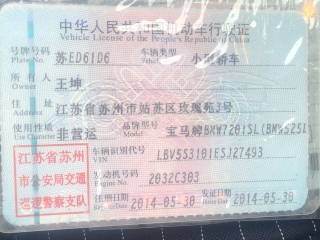 中华人民共和国机动车行驶证
Vehicle License of the People's Republic of China
号牌号码 苏ED61D6 车辆类型 小型轿车
Plate No. Vehicle Type
所有人 王坤
Owner
住址 江苏省苏州市姑苏区玫瑰苑3号
Address
使用性质 非营运 宝马牌BMW7201SL(BMW525L
Use Character
江苏省苏州 车辆识别代号 LBV5S3101ESJ27493
VIN
市公安局交通 发动机号码 2032C303
Engine No.
巡逻警察支队 注册日期 2014-05-30 发证日期 2014-05-30
Register Date Issue Date